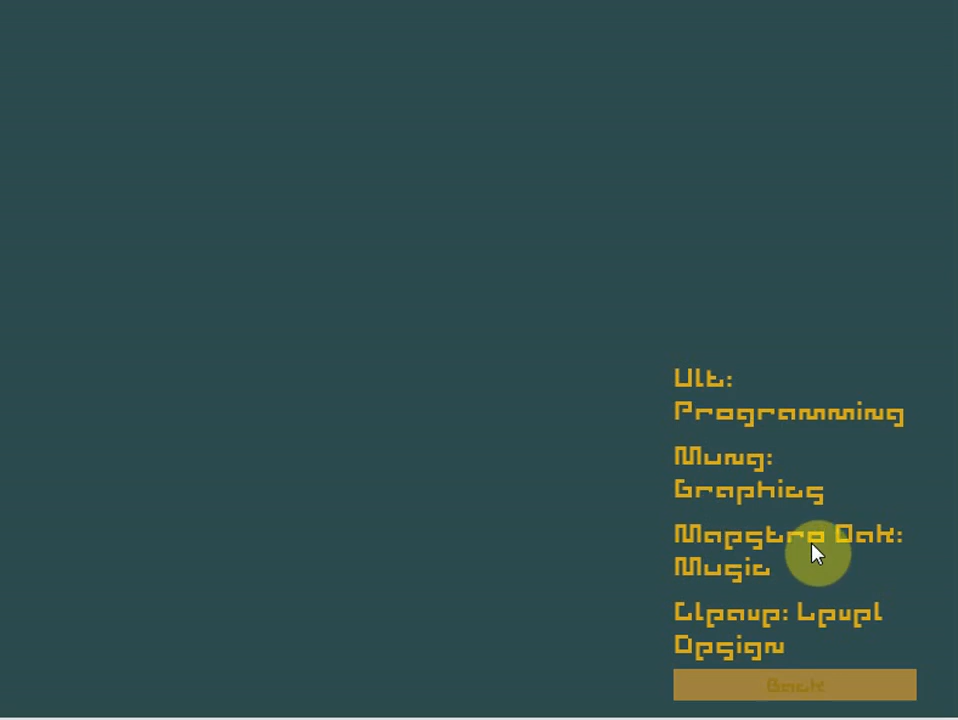 Ult:
Programming
Mung:
Graphics
Maestro Oak:
Music
Cleave: Level
Design
Back